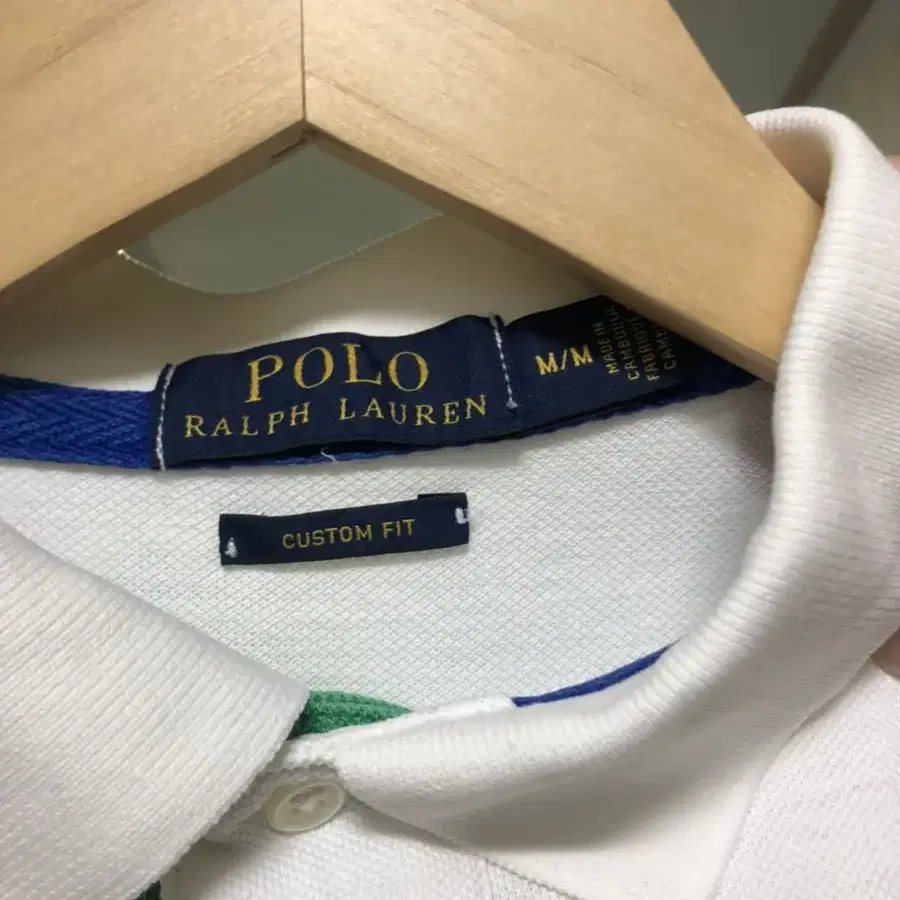 POLO
RALPH LAUREN
M/M
MADE IN
CAMBODIA
CUSTOM FIT